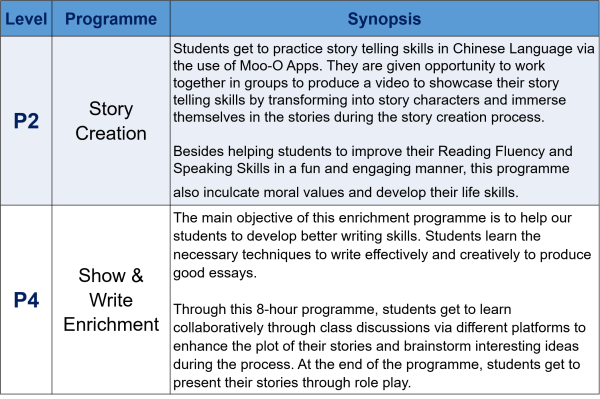 Level Programme Synopsis
P2
Story
Creation
Students get to practice story telling skills in Chinese Language via
the use of Moo-O Apps. They are given opportunity to work
together in groups to produce a video to showcase their story
telling skills by transforming into story characters and immerse
themselves in the stories during the story creation process.
Besides helping students to improve their Reading Fluency and
Speaking Skills in a fun and engaging manner, this programme
also inculcate moral values and develop their life skills.
P4
Show &
Write
Enrichment
The main objective of this enrichment programme is to help our
students to develop better writing skills. Students learn the
necessary techniques to write effectively and creatively to produce
good essays.
Through this 8-hour programme, students get to learn
collaboratively through class discussions via different platforms to
enhance the plot of their stories and brainstorm interesting ideas
during the process. At the end of the programme, students get to
present their stories through role play.